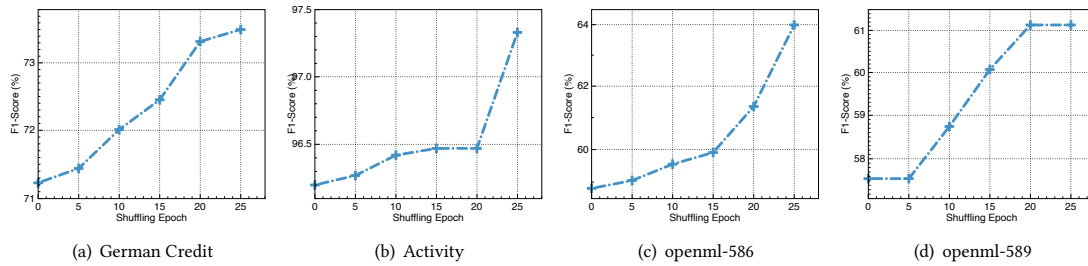 73
72
71
F1-Score (%)
0 5 10 15 20 25
Shuffling Epoch
(a) German Credit
97.5
97.0
96.5
F1-Score (%)
0 5 10 15 20 25
Shuffling Epoch
(b) Activity
64
62
60
F1-Score (%)
0 5 10 15 20 25
Shuffling Epoch
(c) openml-586
61
60
59
58
F1-Score (%)
0 5 10 15 20 25
Shuffling Epoch
(d) openml-589